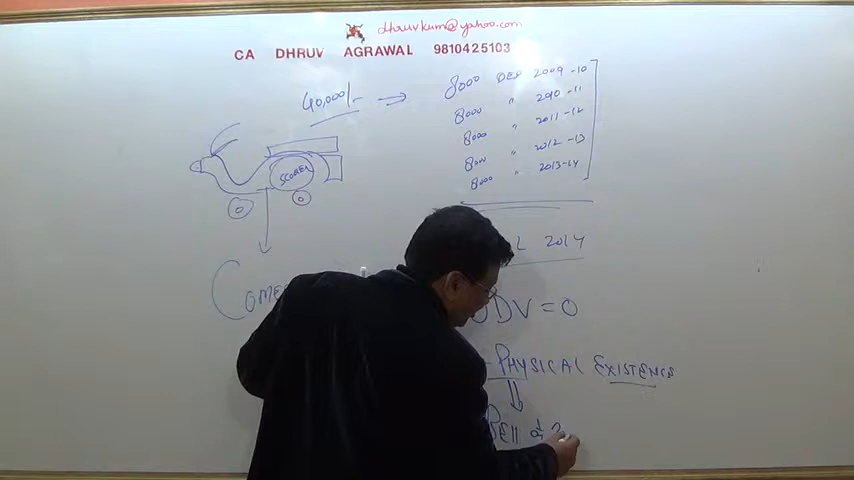 dhruvkum@yahoo.com
CA DHRUV AGRAWAL 9810425103
40,000/- → 8000 DEP 2009-10
8000 " 2010-11
8000 " 2011-12
8000 " 2012-13
8000 " 2013-14
SCOOTER
L 2014
DV = 0
- PHYSICAL EXISTENCE